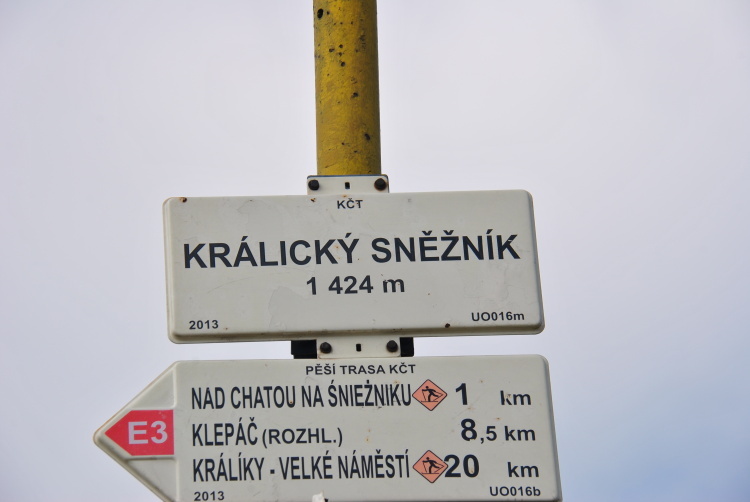 KČT
KRÁLICKÝ SNĚŽNÍK
1 424 m
2013 UO016m
PĚŠÍ TRASA KČT
NAD CHATOU NA ŚNIEŻNIKU 1 km
E3
KLEPÁČ (ROZHL.) 8,5 km
KRÁLÍKY - VELKÉ NÁMĚSTÍ 20 km
2013 UO016b